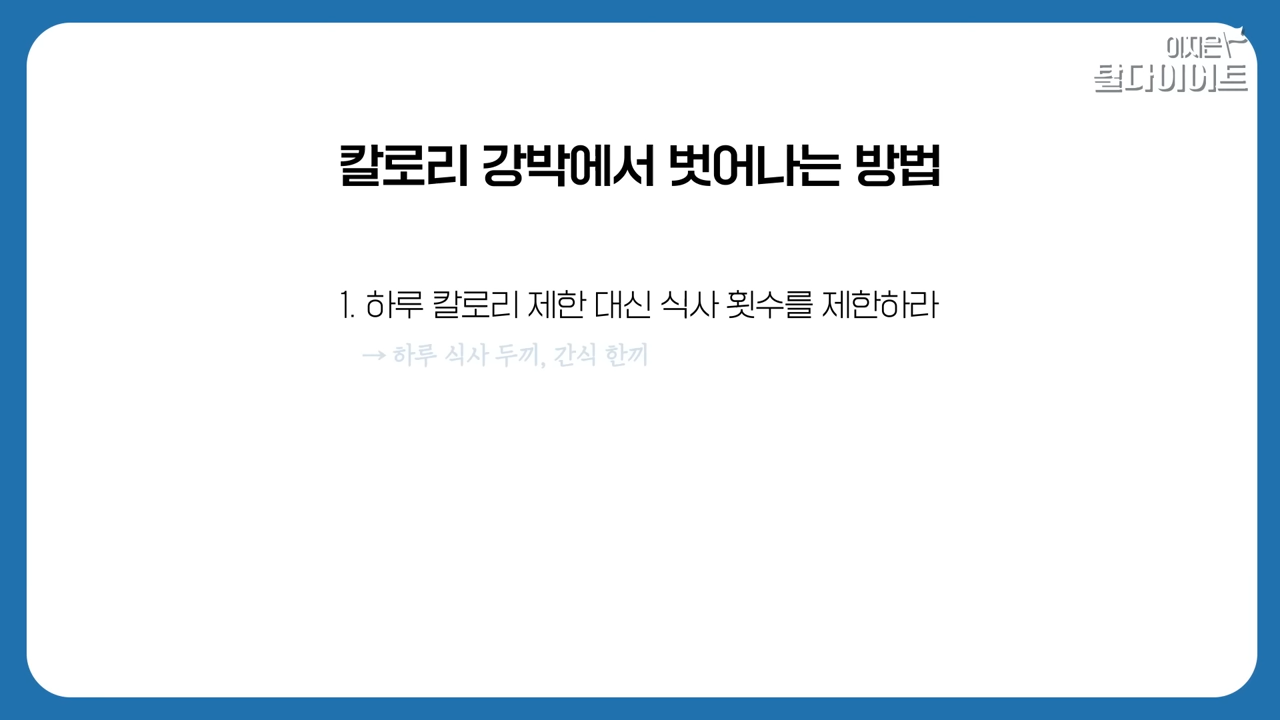 이지은
탈다이어트
칼로리 강박에서 벗어나는 방법
1. 하루 칼로리 제한 대신 식사 횟수를 제한하라
→ 하루 식사 두끼, 간식 한끼